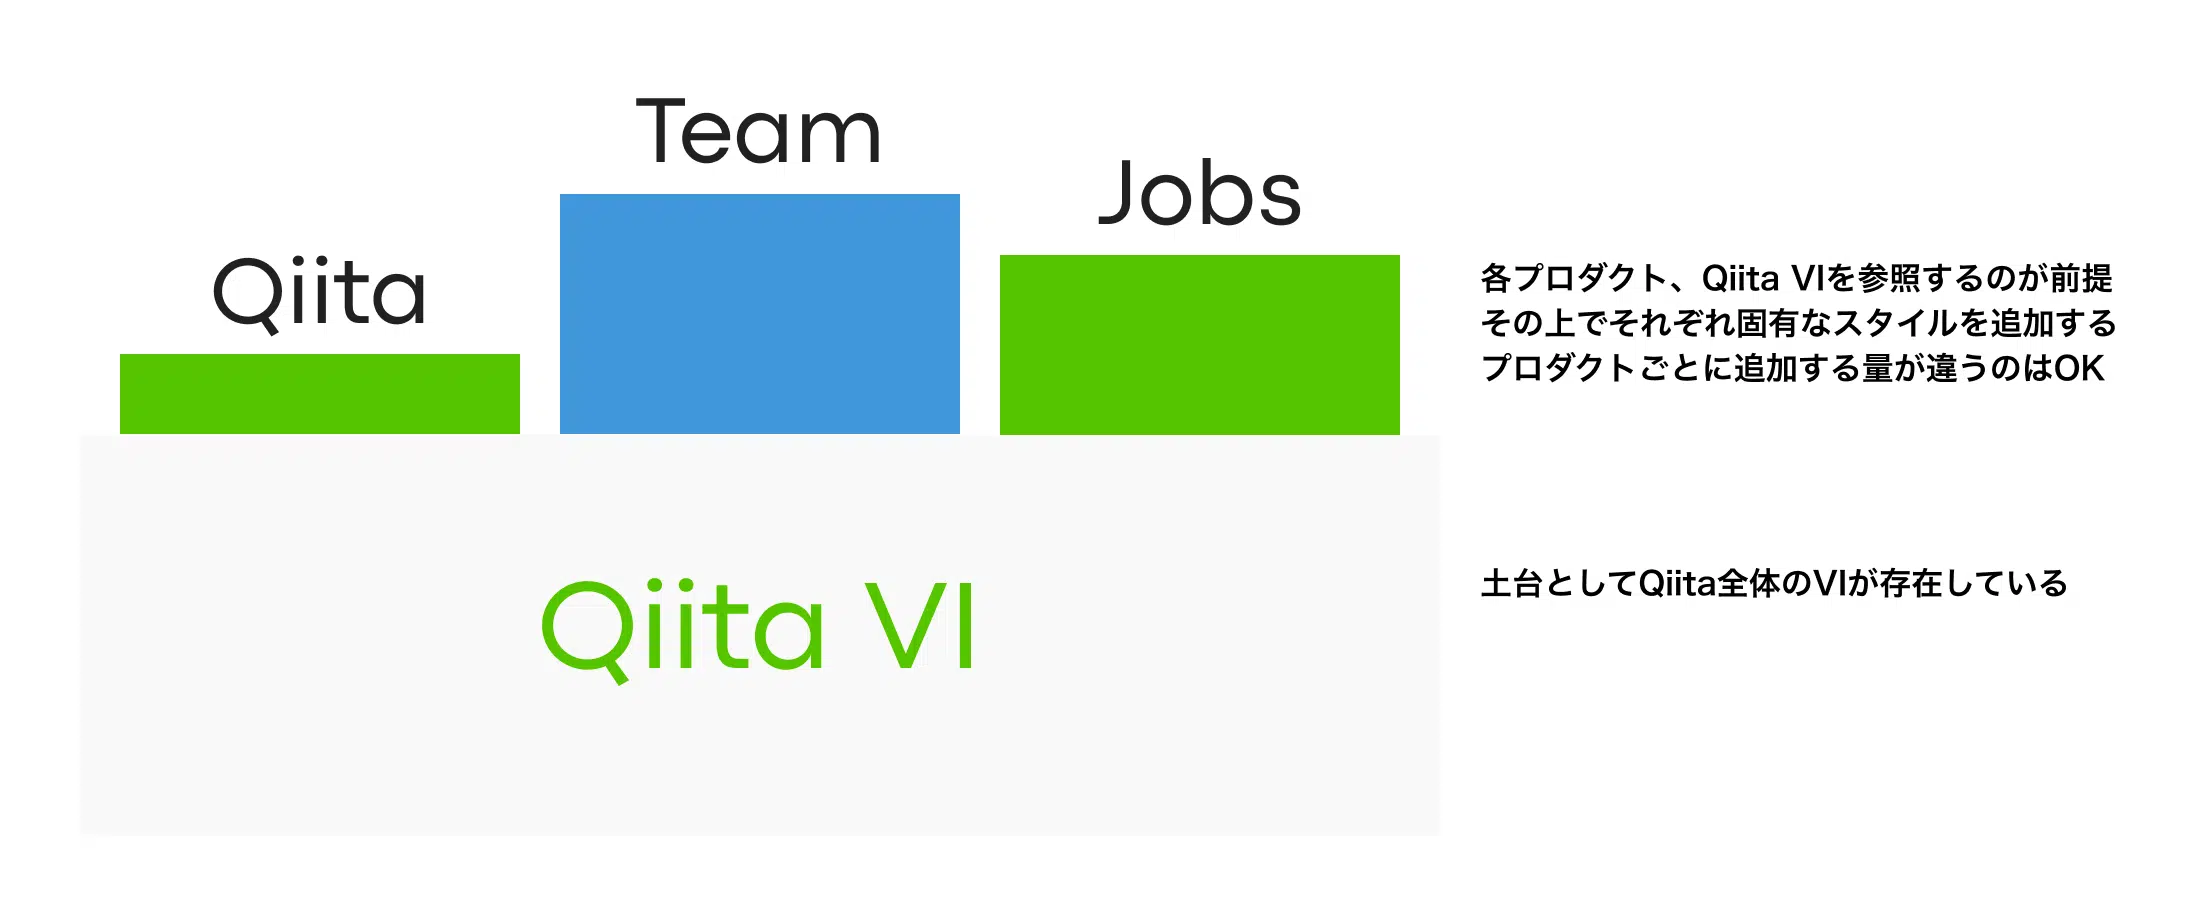 Team
Jobs
Qiita
各プロダクト、Qiita VIを参照するのが前提
その上でそれぞれ固有なスタイルを追加する
プロダクトごとに追加する量が違うのはOK
Qiita VI
土台としてQiita全体のVIが存在している